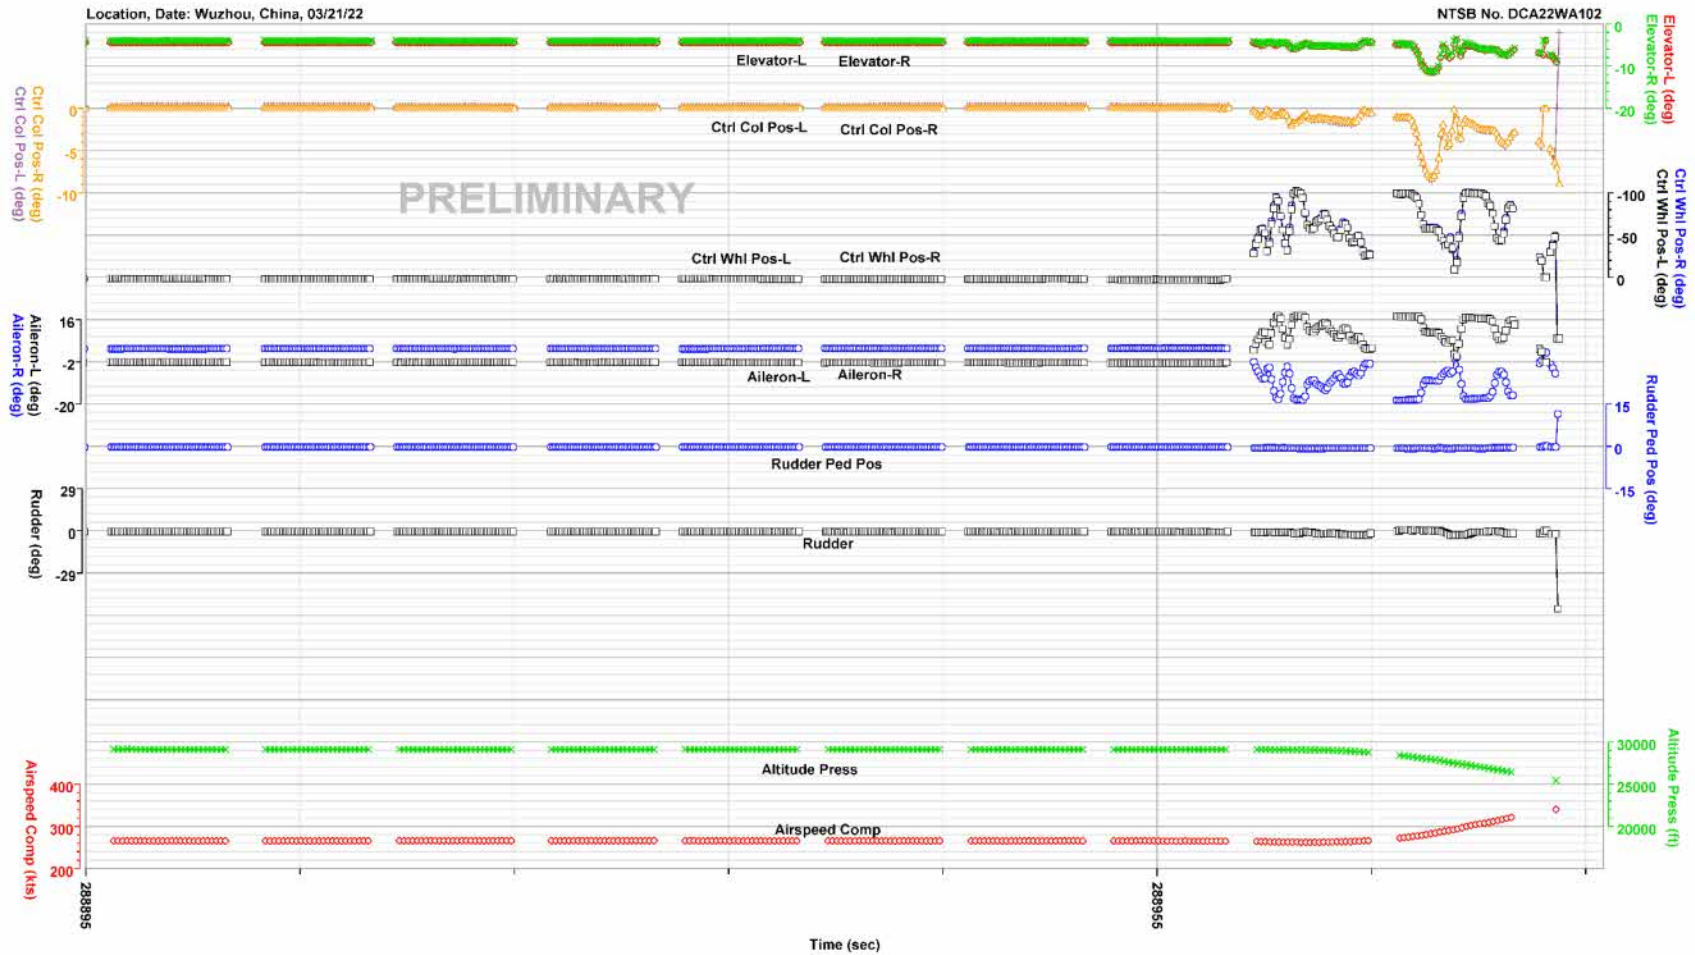 Location, Date: Wuzhou, China, 03/21/22
NTSB No. DCA22WA102
Elevator-L (deg)
Elevator-R (deg)
0
-10
-20
Elevator-L Elevator-R
Ctrl Col Pos-R (deg)
Ctrl Col Pos-L (deg)
0
-5
-10
Ctrl Col Pos-L Ctrl Col Pos-R
PRELIMINARY
Ctrl Whl Pos-R (deg)
Ctrl Whl Pos-L (deg)
-100
-50
0
Ctrl Whl Pos-L Ctrl Whl Pos-R
Aileron-L (deg)
Aileron-R (deg)
16
-2
-20
Aileron-L Aileron-R
Rudder Ped Pos (deg)
15
0
-15
Rudder Ped Pos
Rudder (deg)
29
0
-29
Rudder
Altitude Press (ft)
30000
25000
20000
Altitude Press
Airspeed Comp (kts)
400
300
200
Airspeed Comp
288895
288955
Time (sec)